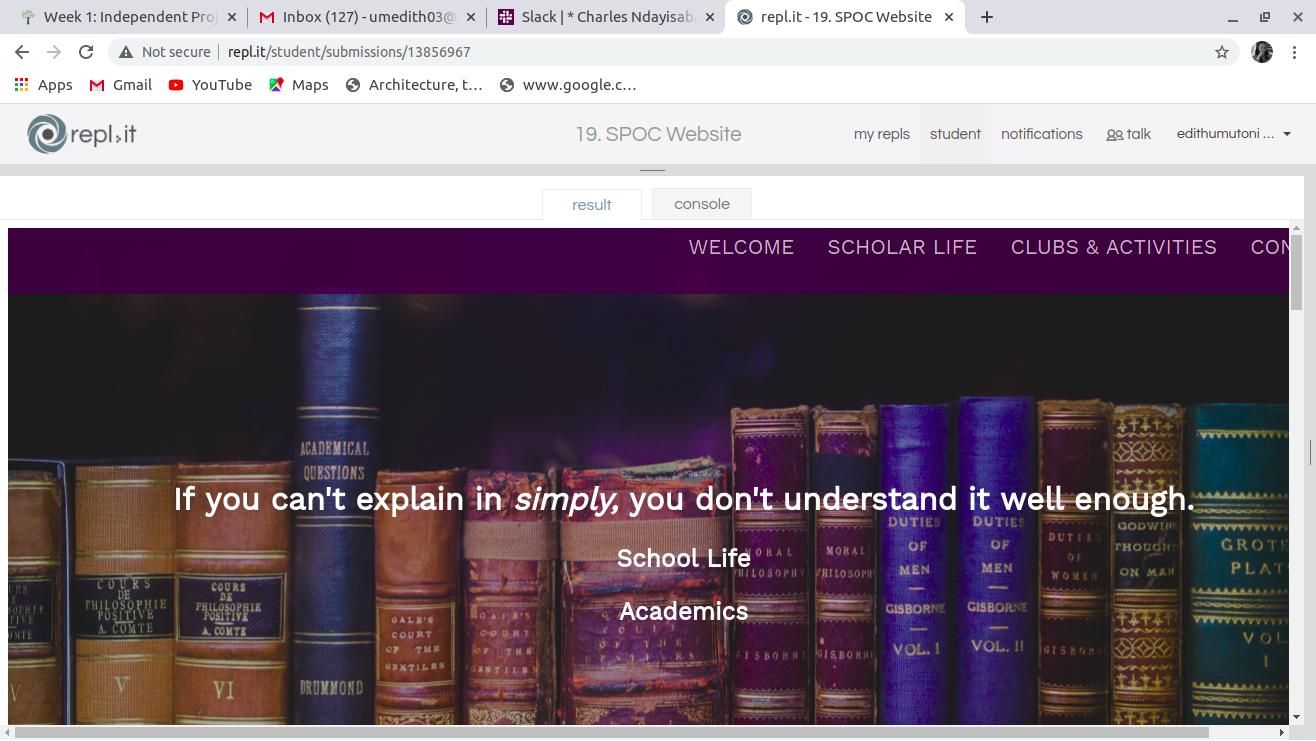 Week 1: Independent Proj
Inbox (127) - umedith03@
Slack | * Charles Ndayisaba
repl.it - 19. SPOC Website
Not secure
repl.it/student/submissions/13856967
Apps
Gmail
YouTube
Maps
Architecture, t...
www.google.c...
repl.it
19. SPOC Website
my repls
student
notifications
talk
edithumutoni ...
result
console
WELCOME
SCHOLAR LIFE
CLUBS & ACTIVITIES
CON
If you can't explain in simply, you don't understand it well enough.
School Life
Academics
ACADEMICAL
QUESTIONS
DRUMMOND
COURS
DE
PHILOSOPHIE
POSITIVE
A. COMTE
V
COURS
DE
PHILOSOPHIE
POSITIVE
A. COMTE
VI
GALE'S
COURT
OF THE
GENTILES
MORAL
PHILOSOPHY
GISBORNE
MORAL
PHILOSOPHY
GISBORNE
DUTIES
OF
MEN
GISBORNE
VOL. I
DUTIES
OF
MEN
GISBORNE
VOL. II
DUTIES
OF
WOMEN
GISBORNE
GODWIN
THOUGHT
ON MAN
GROTE
PLAT
VOL
I